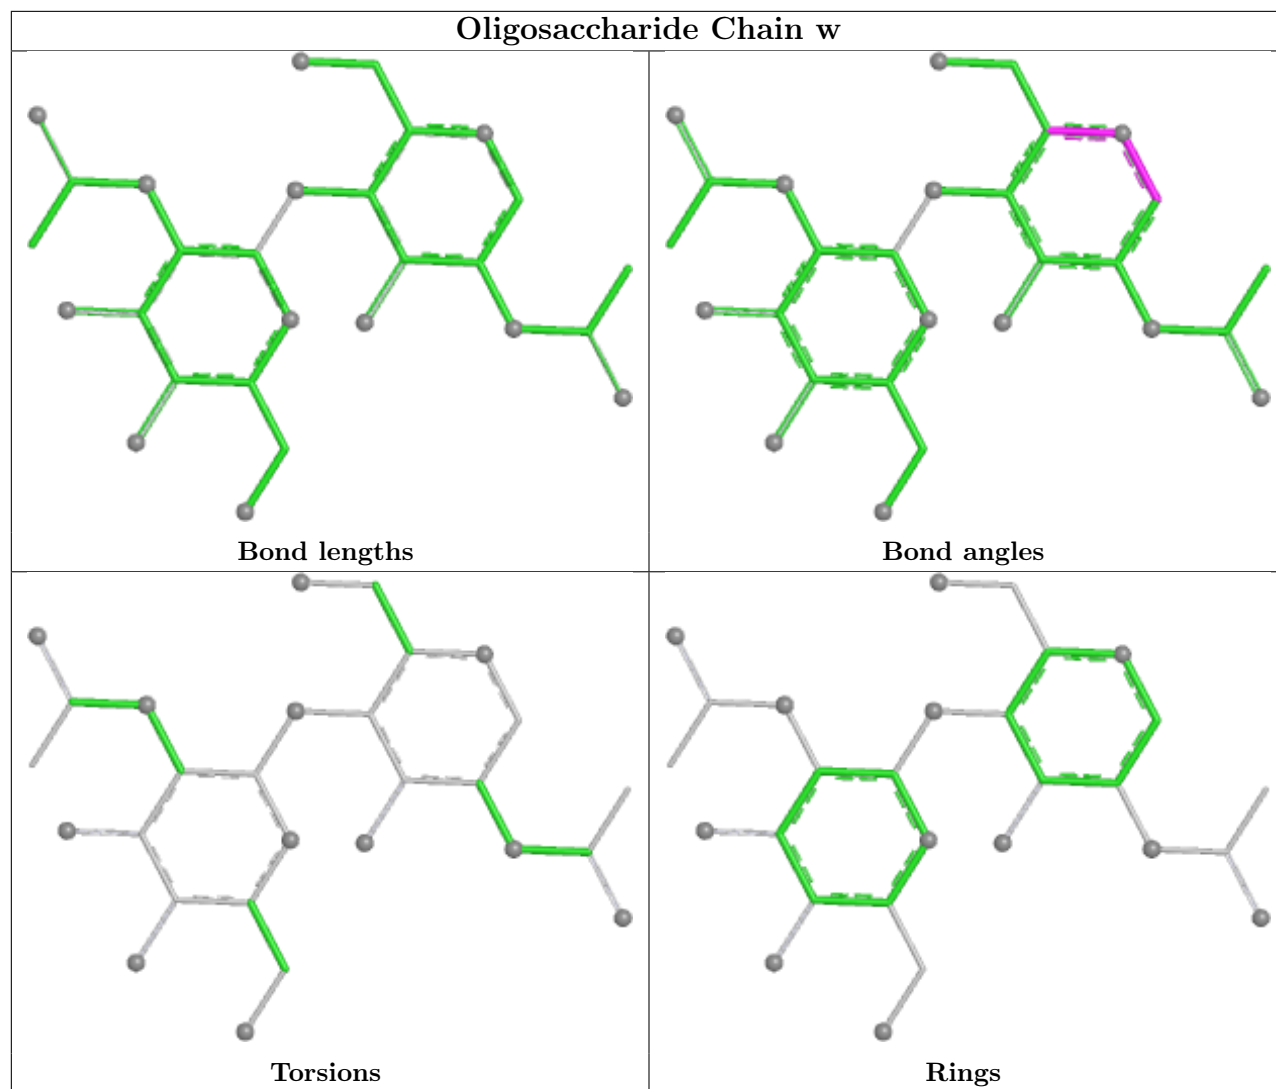 Oligosaccharide Chain w
Bond lengths
Bond angles
Torsions
Rings